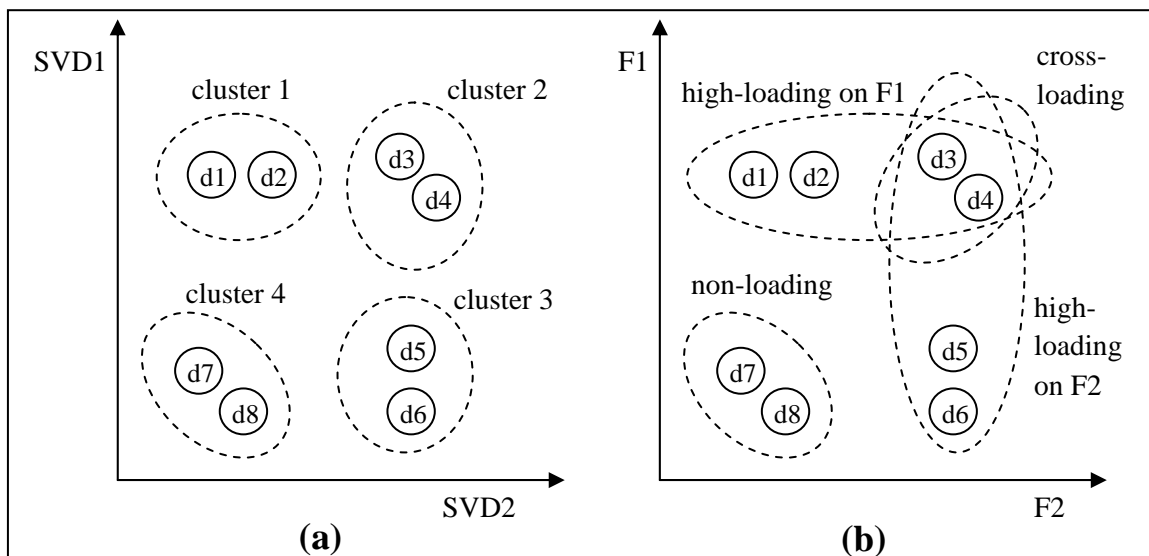 SVD1
cluster 1
cluster 2
d1
d2
d3
d4
cluster 4
cluster 3
d7
d8
d5
d6
SVD2
(a)
F1
cross-
loading
high-loading on F1
d1
d2
d3
d4
non-loading
high-
loading
on F2
d7
d8
d5
d6
F2
(b)